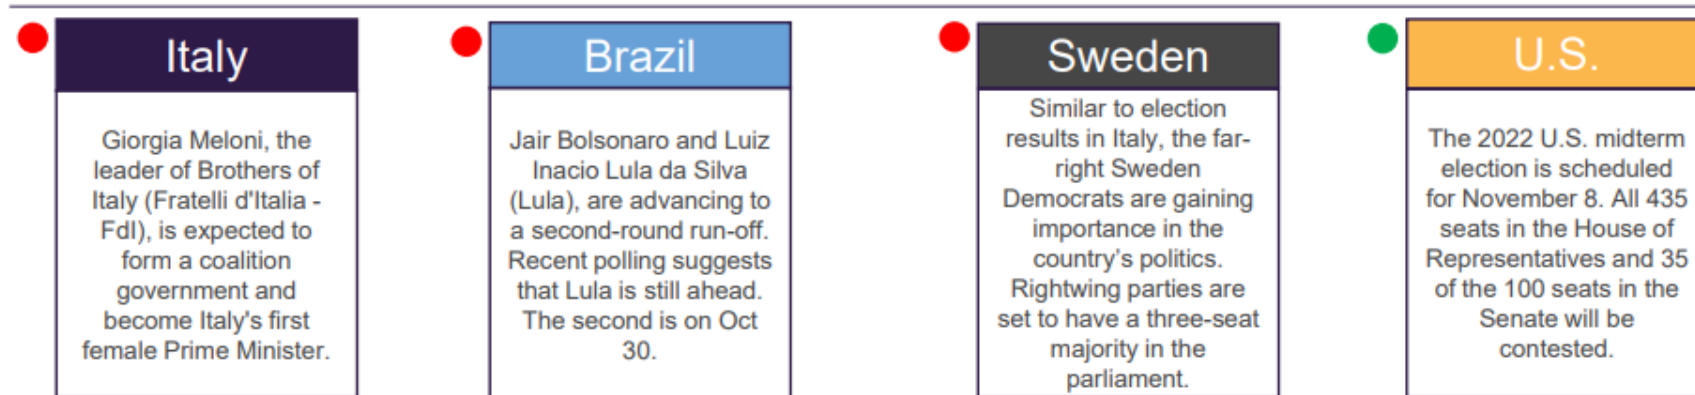 Italy
Giorgia Meloni, the
leader of Brothers of
Italy (Fratelli d'Italia -
FdI), is expected to
form a coalition
government and
become Italy's first
female Prime Minister.
Brazil
Jair Bolsonaro and Luiz
Inacio Lula da Silva
(Lula), are advancing to
a second-round run-off.
Recent polling suggests
that Lula is still ahead.
The second is on Oct
30.
Sweden
Similar to election
results in Italy, the far-
right Sweden
Democrats are gaining
importance in the
country's politics.
Rightwing parties are
set to have a three-seat
majority in the
parliament.
U.S.
The 2022 U.S. midterm
election is scheduled
for November 8. All 435
seats in the House of
Representatives and 35
of the 100 seats in the
Senate will be
contested.